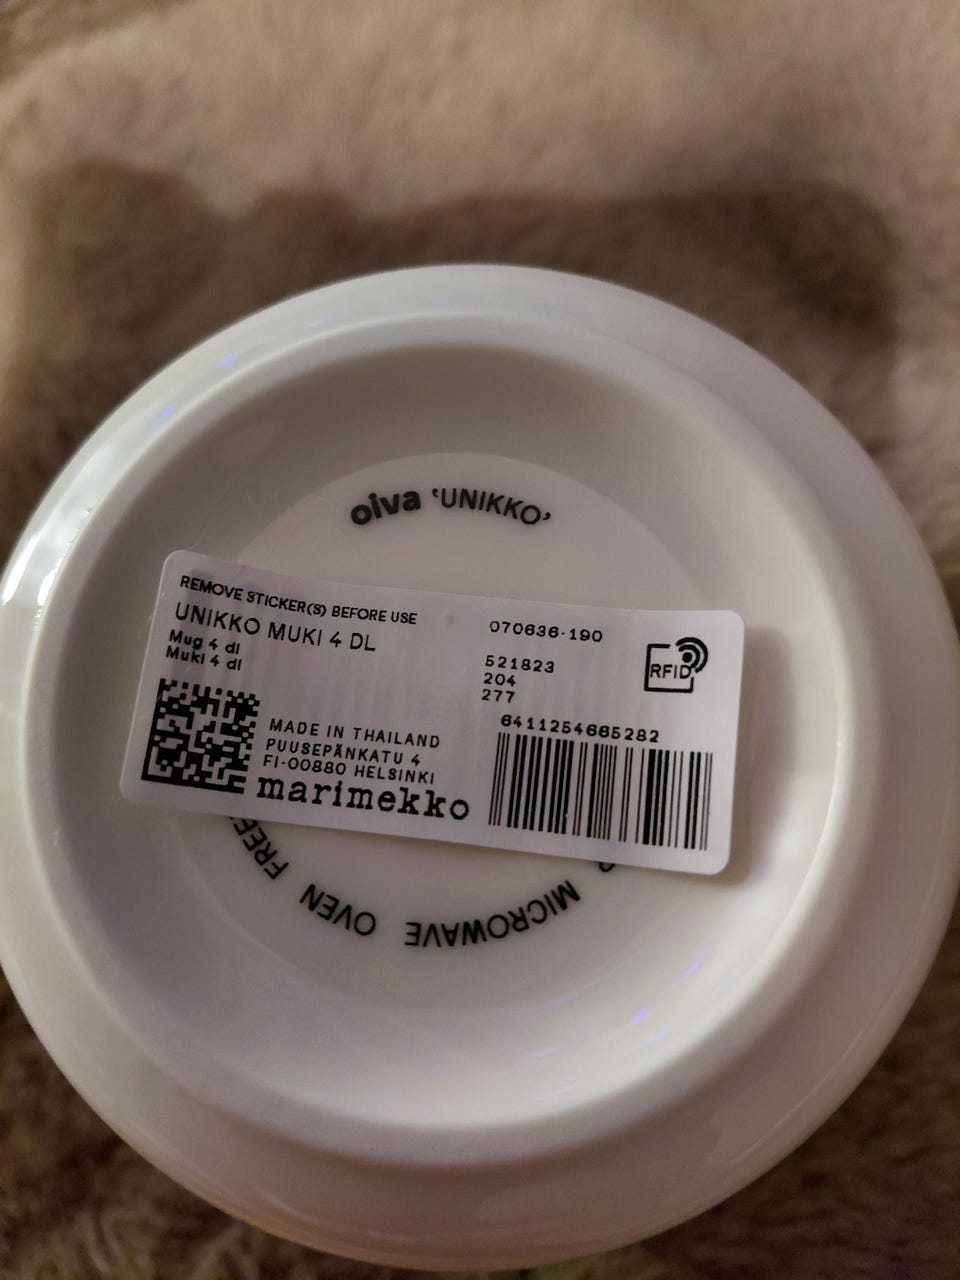 oiva 'UNIKKO'
REMOVE STICKER(S) BEFORE USE
UNIKKO MUKI 4 DL
Mug 4 dl
Muki 4 dl
MADE IN THAILAND
PUUSEPÄNKATU 4
FI-00880 HELSINKI
marimekko
070636-190
521823
204
277
RFID
6411254665282
MICROWAVE OVEN